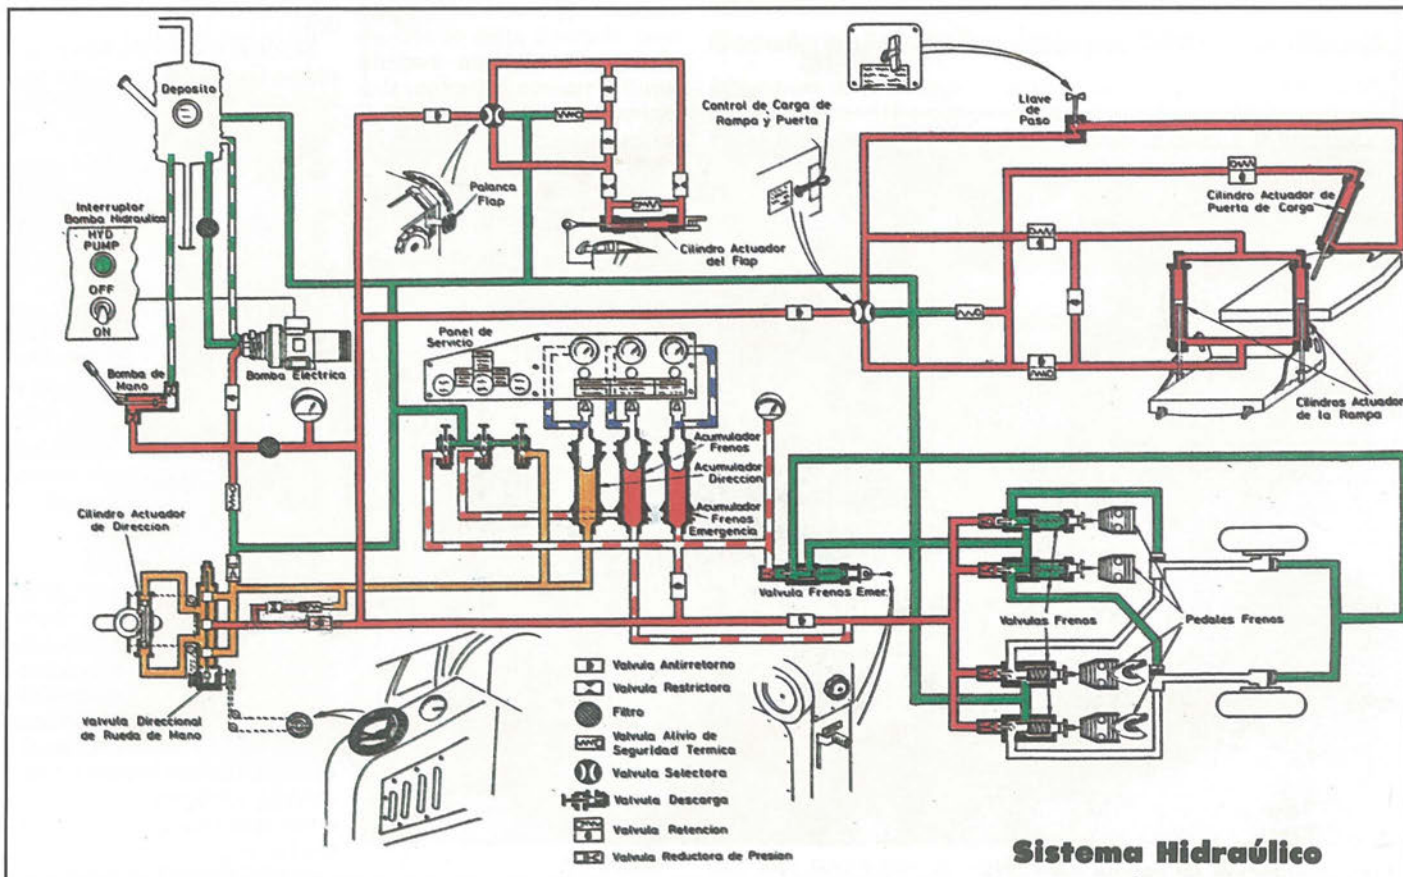 Deposito
Interruptor
Bomba Hidraulica
HYD
PUMP
OFF
ON
Bomba de
Mano
Bomba Electrica
Palanca
Flap
Cilindro Actuador
del Flap
Control de Carga de
Rampa y Puerta
Llave
de
Paso
Cilindro Actuador de
Puerta de Carga
Cilindros Actuador
de la Rampa
Panel de
Servicio
Acumulador
Frenos
Acumulador
Direccion
Acumulador
Frenos
Emergencia
Cilindro Actuador
de Direccion
Valvula Direccional
de Rueda de Mano
Valvula Frenos Emer.
Valvulas Frenos
Pedales Frenos
Valvula Antirretorno
Valvula Restrictora
Filtro
Valvula Alivio de
Seguridad Termica
Valvula Selectora
Valvula Descarga
Valvula Retencion
Valvula Reductora de Presion
Sistema Hidraúlico